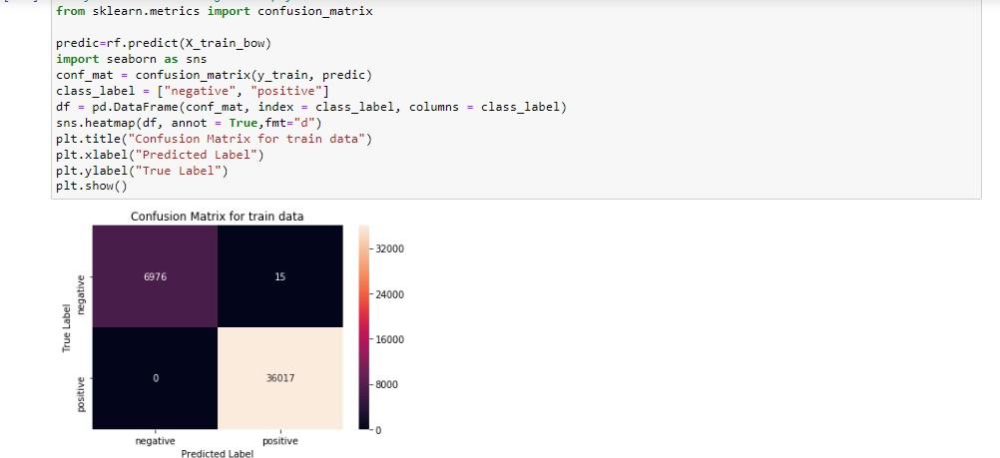 from sklearn.metrics import confusion_matrix
predic=rf.predict(X_train_bow)
import seaborn as sns
conf_mat = confusion_matrix(y_train, predic)
class_label = ["negative", "positive"]
df = pd.DataFrame(conf_mat, index = class_label, columns = class_label)
sns.heatmap(df, annot = True,fmt="d")
plt.title("Confusion Matrix for train data")
plt.xlabel("Predicted Label")
plt.ylabel("True Label")
plt.show()
Confusion Matrix for train data
True Label
negative
6976 15
positive
0 36017
32000
24000
16000
8000
0
negative positive
Predicted Label